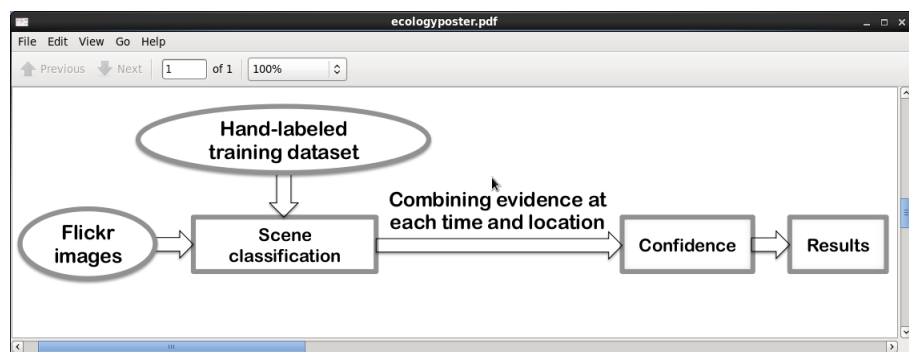 ecologyposter.pdf
File Edit View Go Help
Previous Next 1 of 1 100%
Hand-labeled
training dataset
Combining evidence at
each time and location
Flickr
images
Scene
classification
Confidence
Results